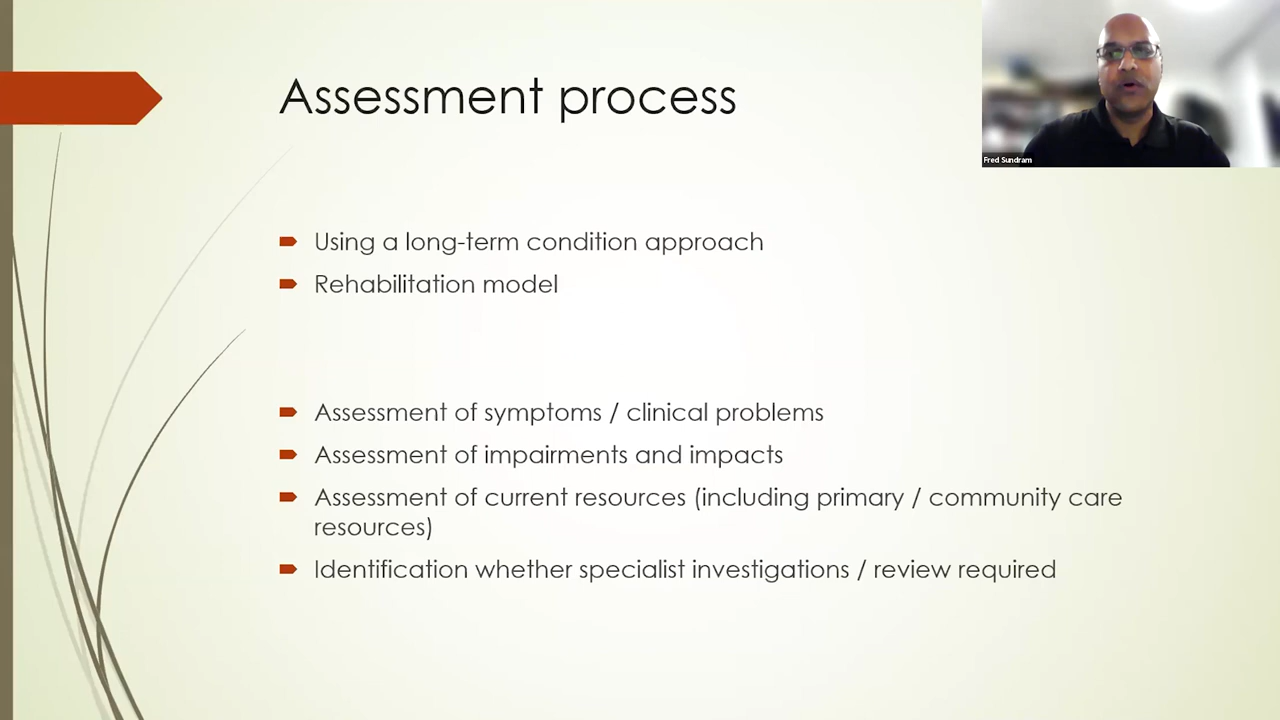 Assessment process
Fred Sundram
Using a long-term condition approach
Rehabilitation model
Assessment of symptoms / clinical problems
Assessment of impairments and impacts
Assessment of current resources (including primary / community care
resources)
Identification whether specialist investigations / review required